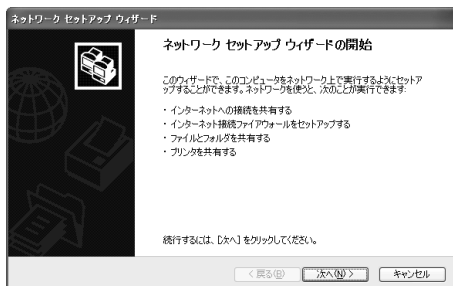 ネットワーク セットアップ ウィザード
ネットワーク セットアップ ウィザードの開始
このウィザードで、このコンピュータをネットワーク上で実行するようにセットア
ップすることができます。ネットワークを使うと、次のことが実行できます:
・ インターネットへの接続を共有する
・ インターネット接続ファイアウォールをセットアップする
・ ファイルとフォルダを共有する
・ プリンタを共有する
続行するには、[次へ] をクリックしてください。
< 戻る(B)
次へ(N) >
キャンセル